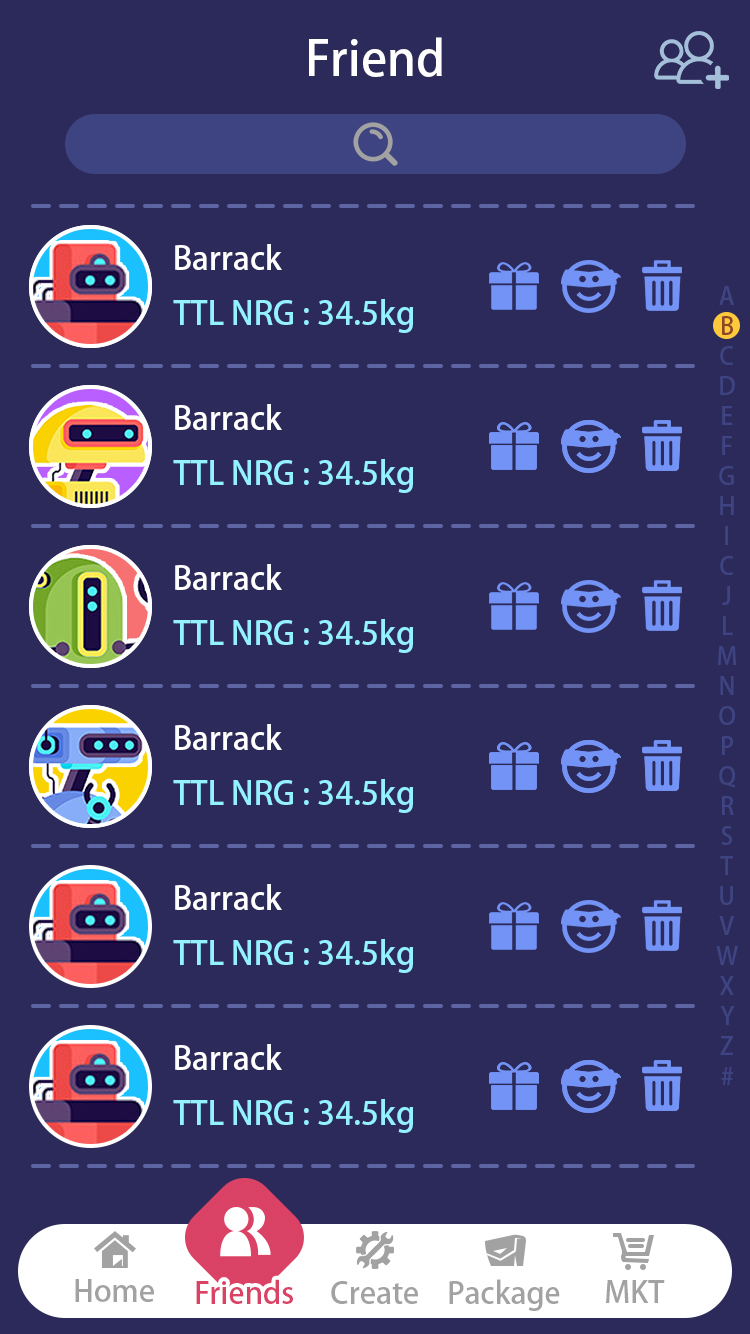 Friend
Barrack
TTL NRG : 34.5kg
Barrack
TTL NRG : 34.5kg
Barrack
TTL NRG : 34.5kg
Barrack
TTL NRG : 34.5kg
Barrack
TTL NRG : 34.5kg
Barrack
TTL NRG : 34.5kg
A
B
C
D
E
F
G
H
I
C
J
L
M
N
O
P
Q
R
S
T
U
V
W
X
Y
Z
#
Home
Friends
Create
Package
MKT